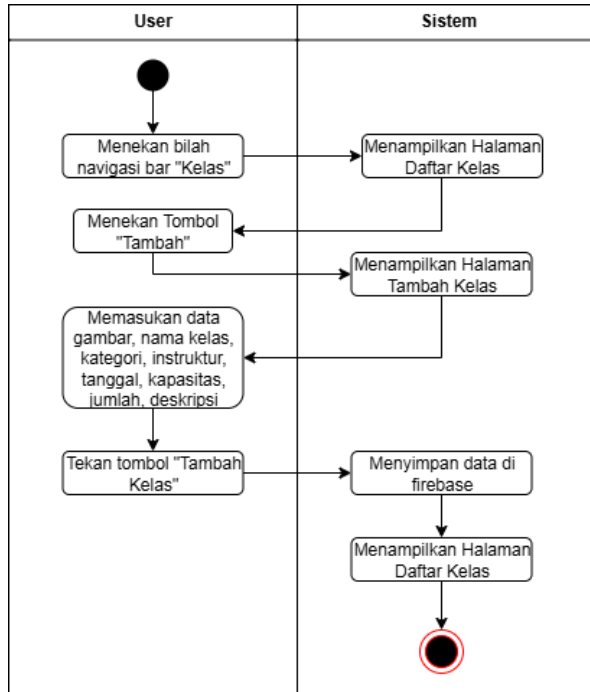 User
Sistem
Menekan bilah
navigasi bar "Kelas"
Menampilkan Halaman
Daftar Kelas
Menekan Tombol
"Tambah"
Menampilkan Halaman
Tambah Kelas
Memasukan data
gambar, nama kelas,
kategori, instruktur,
tanggal, kapasitas,
jumlah, deskripsi
Tekan tombol "Tambah
Kelas"
Menyimpan data di
firebase
Menampilkan Halaman
Daftar Kelas